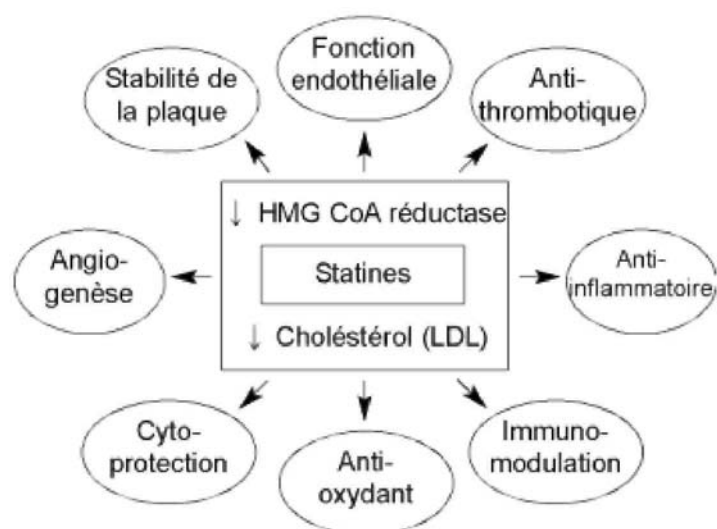 Fonction
endothéliale
Stabilité de
la plaque
Anti-
thrombotique
↓ HMG CoA réductase
Statines
↓ Choléstérol (LDL)
Angio-
genèse
Anti-
inflammatoire
Cyto-
protection
Anti-
oxydant
Immuno-
modulation